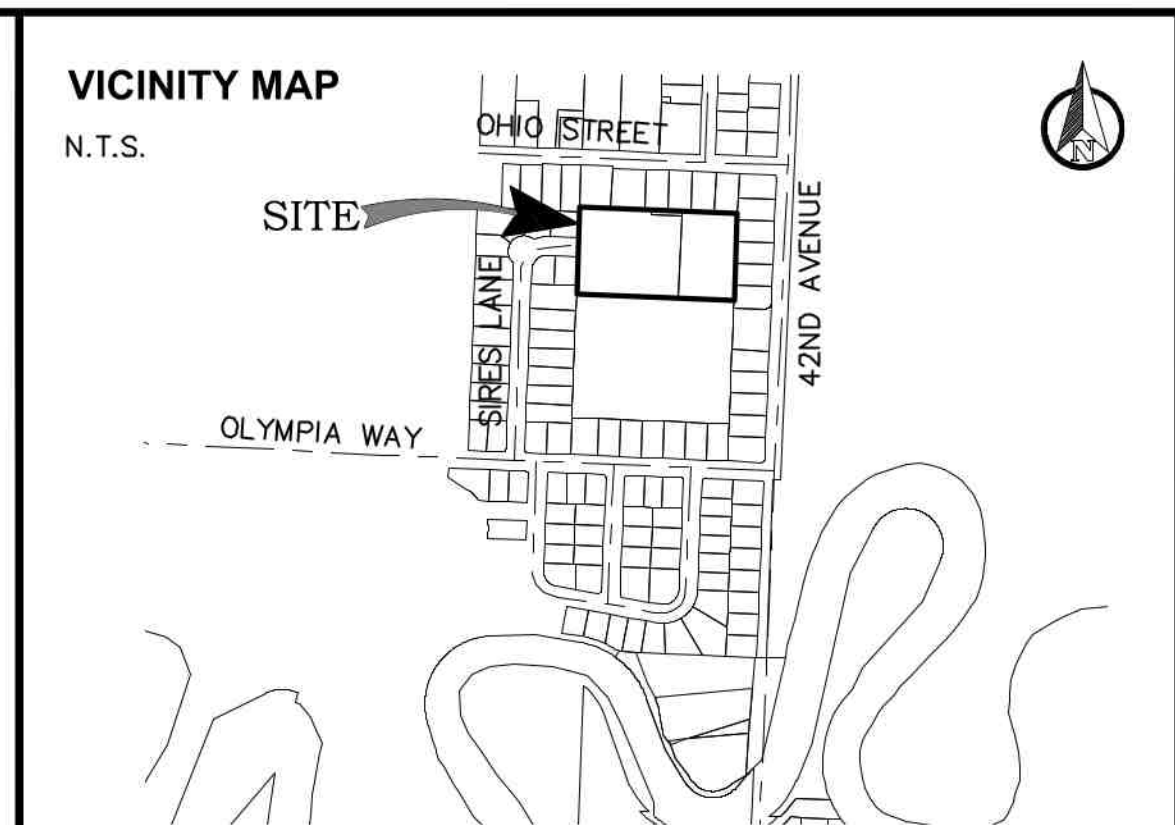 VICINITY MAP
N.T.S.
N
OHIO STREET
SITE
42ND AVENUE
SIRES LANE
OLYMPIA WAY